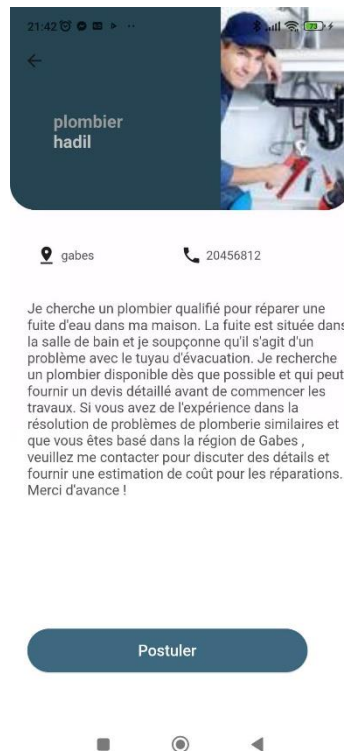 21:42
79
plombier
hadil
gabes
20456812
Je cherche un plombier qualifié pour réparer une
fuite d'eau dans ma maison. La fuite est située dans
la salle de bain et je soupçonne qu'il s'agit d'un
problème avec le tuyau d'évacuation. Je recherche
un plombier disponible dès que possible et qui peut
fournir un devis détaillé avant de commencer les
travaux. Si vous avez de l'expérience dans la
résolution de problèmes de plomberie similaires et
que vous êtes basé dans la région de Gabes ,
veuillez me contacter pour discuter des détails et
fournir une estimation de coût pour les réparations.
Merci d'avance !
Postuler